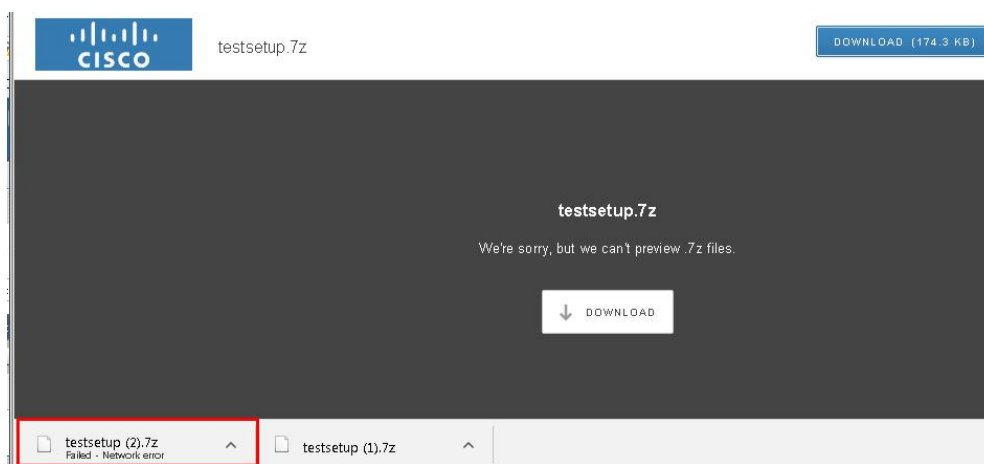 CISCO
testsetup.7z
DOWNLOAD (174.3 KB)
testsetup.7z
We're sorry, but we can't preview .7z files.
DOWNLOAD
testsetup (2).7z
Failed - Network error
testsetup (1).7z